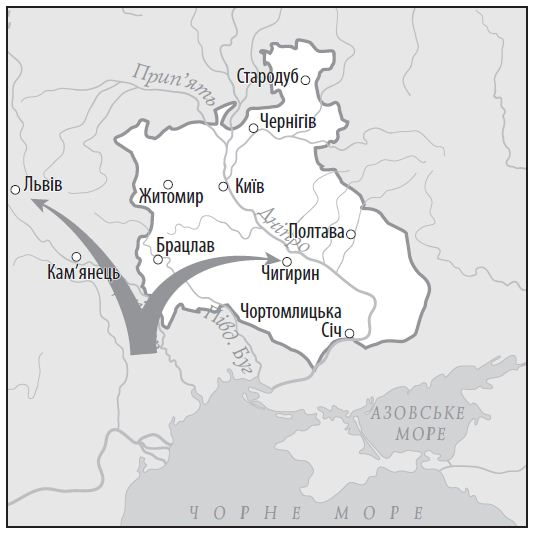 Прип'ять
Стародуб
Чернігів
Львів
Житомир
Київ
Дніпро
Полтава
Брацлав
Кам'янець
Чигирин
Півд. Буг
Чортомлицька
Січ
АЗОВСЬКЕ
МОРЕ
ЧОРНЕ МОРЕ